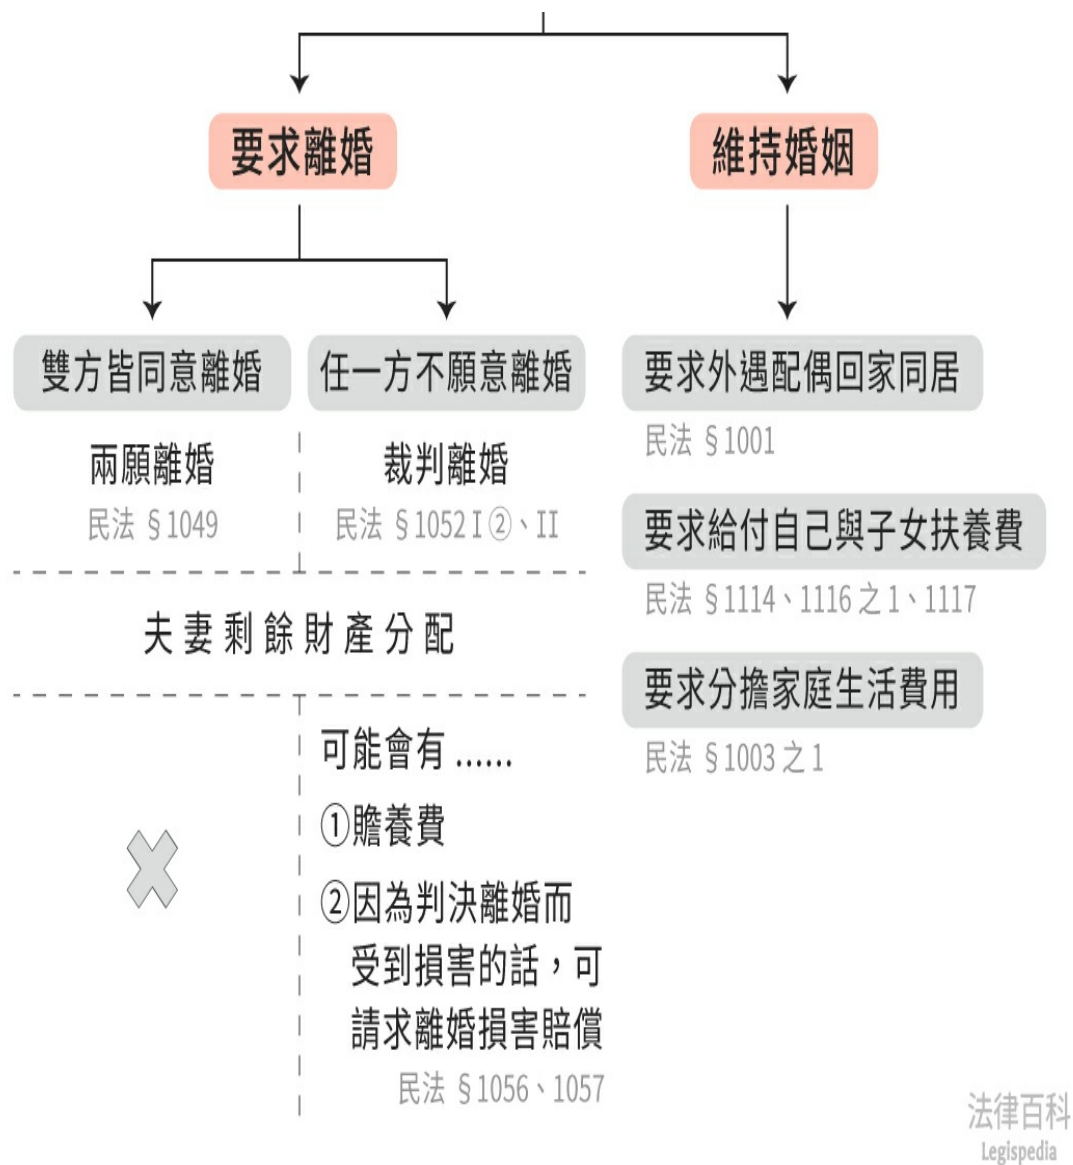 要求離婚
維持婚姻
雙方皆同意離婚
任一方不願意離婚
要求外遇配偶回家同居
民法 §1001
兩願離婚
民法 §1049
裁判離婚
民法 §1052 I ②、II
要求給付自己與子女扶養費
民法 §1114、1116 之 1、1117
夫妻剩餘財產分配
要求分擔家庭生活費用
民法 §1003 之 1
可能會有 ……
①贍養費
②因為判決離婚而
受到損害的話，可
請求離婚損害賠償
民法 §1056、1057
法律百科
Legispedia